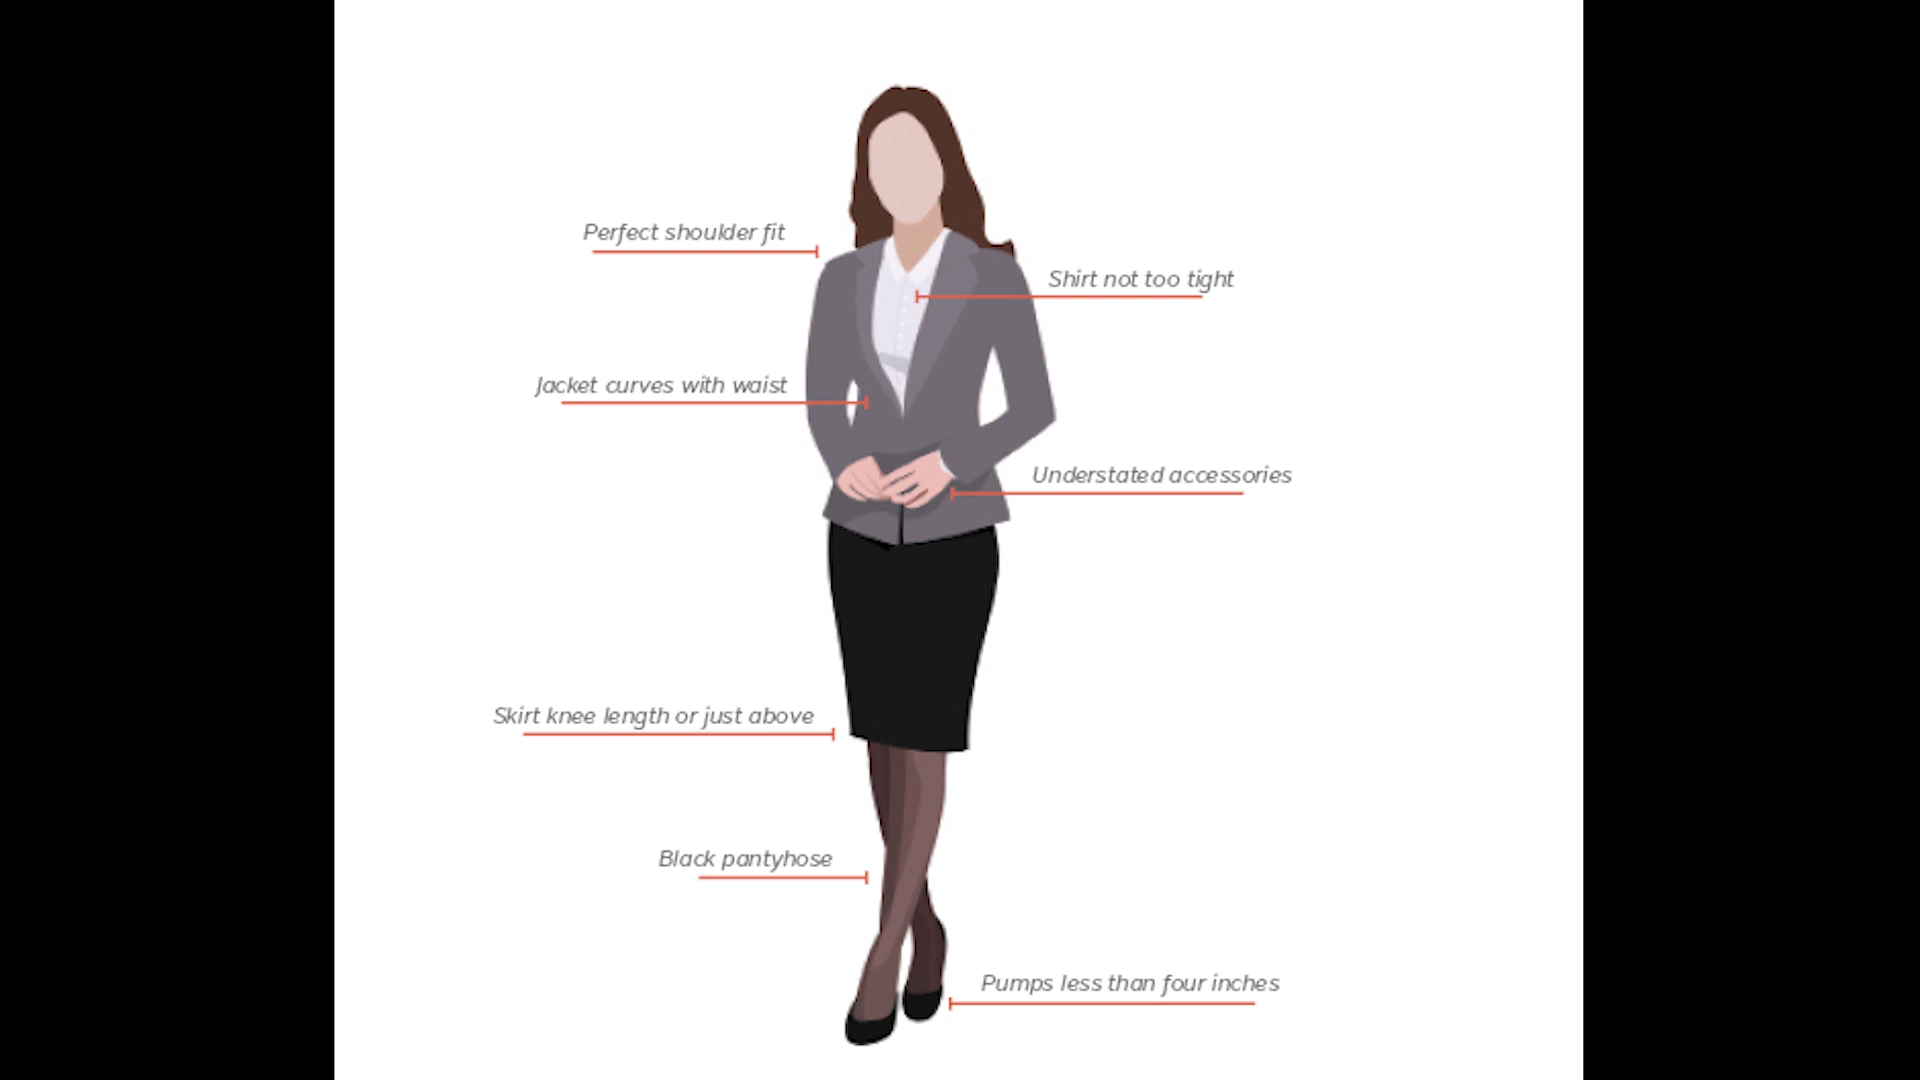 Perfect shoulder fit
Shirt not too tight
Jacket curves with waist
Understated accessories
Skirt knee length or just above
Black pantyhose
Pumps less than four inches